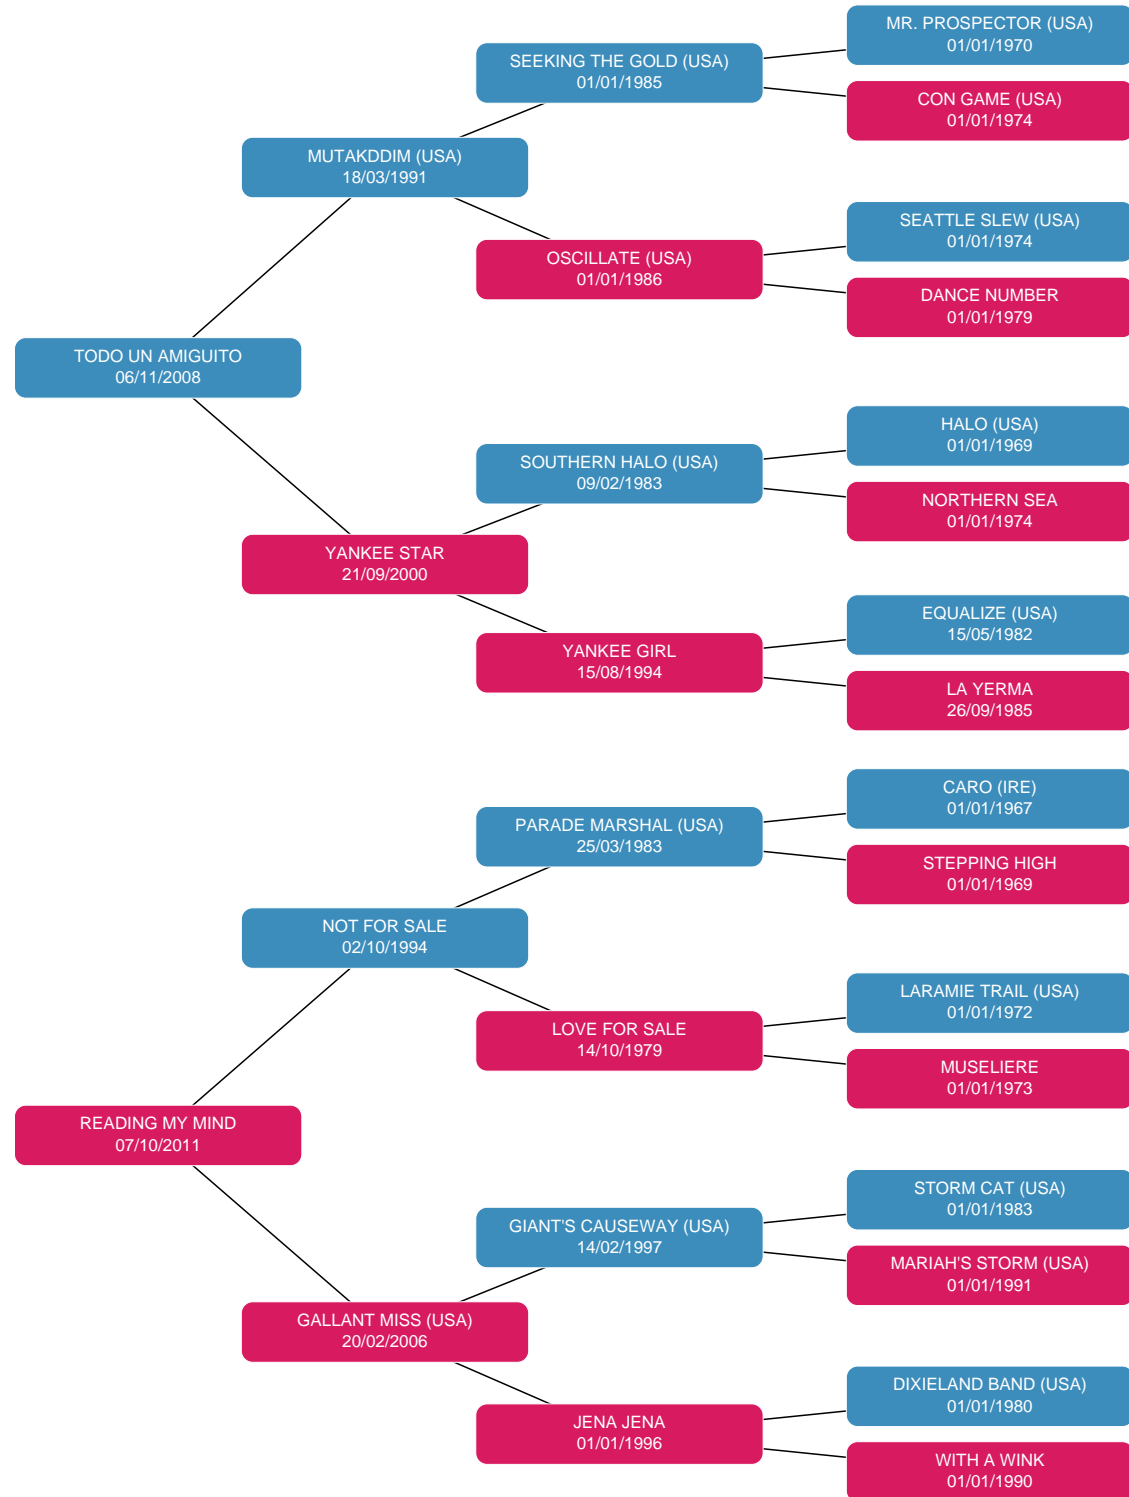 MR. PROSPECTOR (USA)
01/01/1970
SEEKING THE GOLD (USA)
01/01/1985
CON GAME (USA)
01/01/1974
MUTAKDDIM (USA)
18/03/1991
SEATTLE SLEW (USA)
01/01/1974
OSCILLATE (USA)
01/01/1986
DANCE NUMBER
01/01/1979
TODO UN AMIGUITO
06/11/2008
HALO (USA)
01/01/1969
SOUTHERN HALO (USA)
09/02/1983
NORTHERN SEA
01/01/1974
YANKEE STAR
21/09/2000
EQUALIZE (USA)
15/05/1982
YANKEE GIRL
15/08/1994
LA YERMA
26/09/1985
CARO (IRE)
01/01/1967
PARADE MARSHAL (USA)
25/03/1983
STEPPING HIGH
01/01/1969
NOT FOR SALE
02/10/1994
LARAMIE TRAIL (USA)
01/01/1972
LOVE FOR SALE
14/10/1979
MUSELIERE
01/01/1973
READING MY MIND
07/10/2011
STORM CAT (USA)
01/01/1983
GIANT'S CAUSEWAY (USA)
14/02/1997
MARIAH'S STORM (USA)
01/01/1991
GALLANT MISS (USA)
20/02/2006
DIXIELAND BAND (USA)
01/01/1980
JENA JENA
01/01/1996
WITH A WINK
01/01/1990